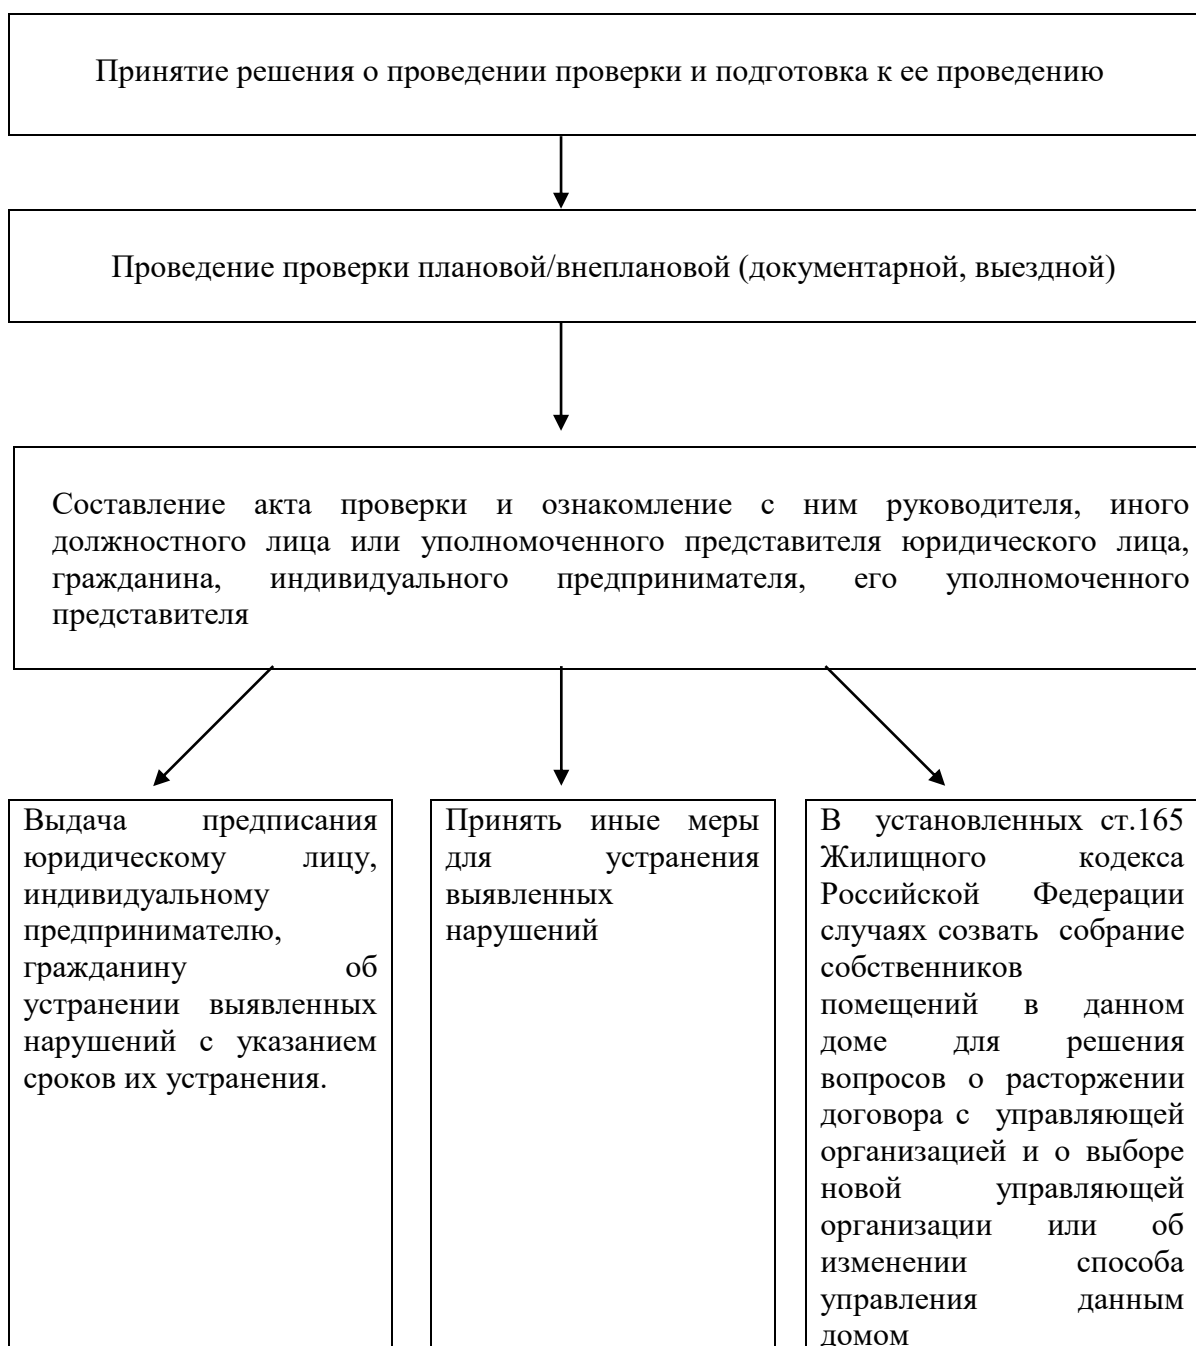 Принятие решения о проведении проверки и подготовка к ее проведению
Проведение проверки плановой/внеплановой (документарной, выездной)
Составление акта проверки и ознакомление с ним руководителя, иного
должностного лица или уполномоченного представителя юридического лица,
гражданина, индивидуального предпринимателя, его уполномоченного
представителя
Выдача предписания
юридическому лицу,
индивидуальному
предпринимателю,
гражданину об
устранении выявленных
нарушений с указанием
сроков их устранения.
Принять иные меры
для устранения
выявленных
нарушений
В установленных ст.165
Жилищного кодекса
Российской Федерации
случаях созвать собрание
собственников
помещений в данном
доме для решения
вопросов о расторжении
договора с управляющей
организацией и о выборе
новой управляющей
организации или об
изменении способа
управления данным
домом